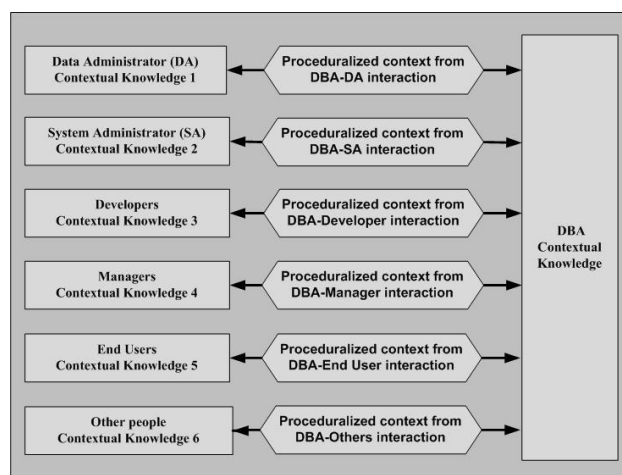 Data Administrator (DA)
Contextual Knowledge 1
Proceduralized context from
DBA-DA interaction
System Administrator (SA)
Contextual Knowledge 2
Proceduralized context from
DBA-SA interaction
Developers
Contextual Knowledge 3
Proceduralized context from
DBA-Developer interaction
Managers
Contextual Knowledge 4
Proceduralized context from
DBA-Manager interaction
End Users
Contextual Knowledge 5
Proceduralized context from
DBA-End User interaction
Other people
Contextual Knowledge 6
Proceduralized context from
DBA-Others interaction
DBA
Contextual
Knowledge